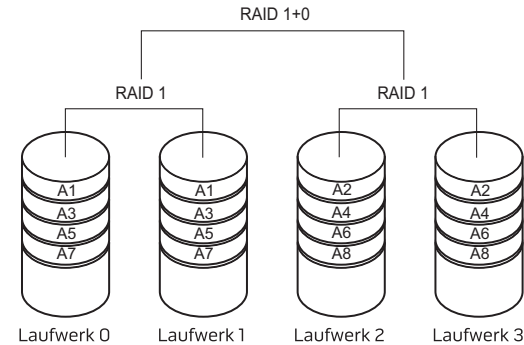 RAID 1+0
RAID 1 RAID 1
A1 A1 A2 A2
A3 A3 A4 A4
A5 A5 A6 A6
A7 A7 A8 A8
Laufwerk 0 Laufwerk 1 Laufwerk 2 Laufwerk 3